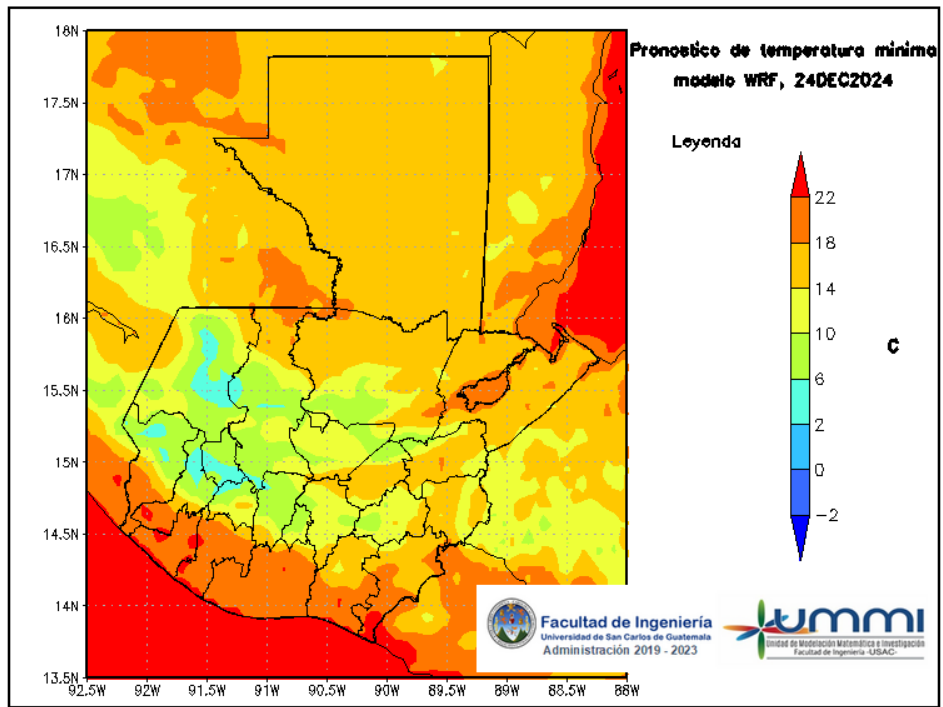 Pronostico de temperatura minima
modelo WRF, 24DEC2024
Leyenda
22
18
14
10
6
2
0
-2
C
18N
17.5N
17N
16.5N
16N
15.5N
15N
14.5N
14N
13.5N
92.5W 92W 91.5W 91W 90.5W 90W 89.5W 89W 88.5W 88W
Facultad de Ingeniería
Universidad de San Carlos de Guatemala
Administración 2019 - 2023
UMMI
Unidad de Modelación Matemática e Investigación
Facultad de Ingeniería -USAC-